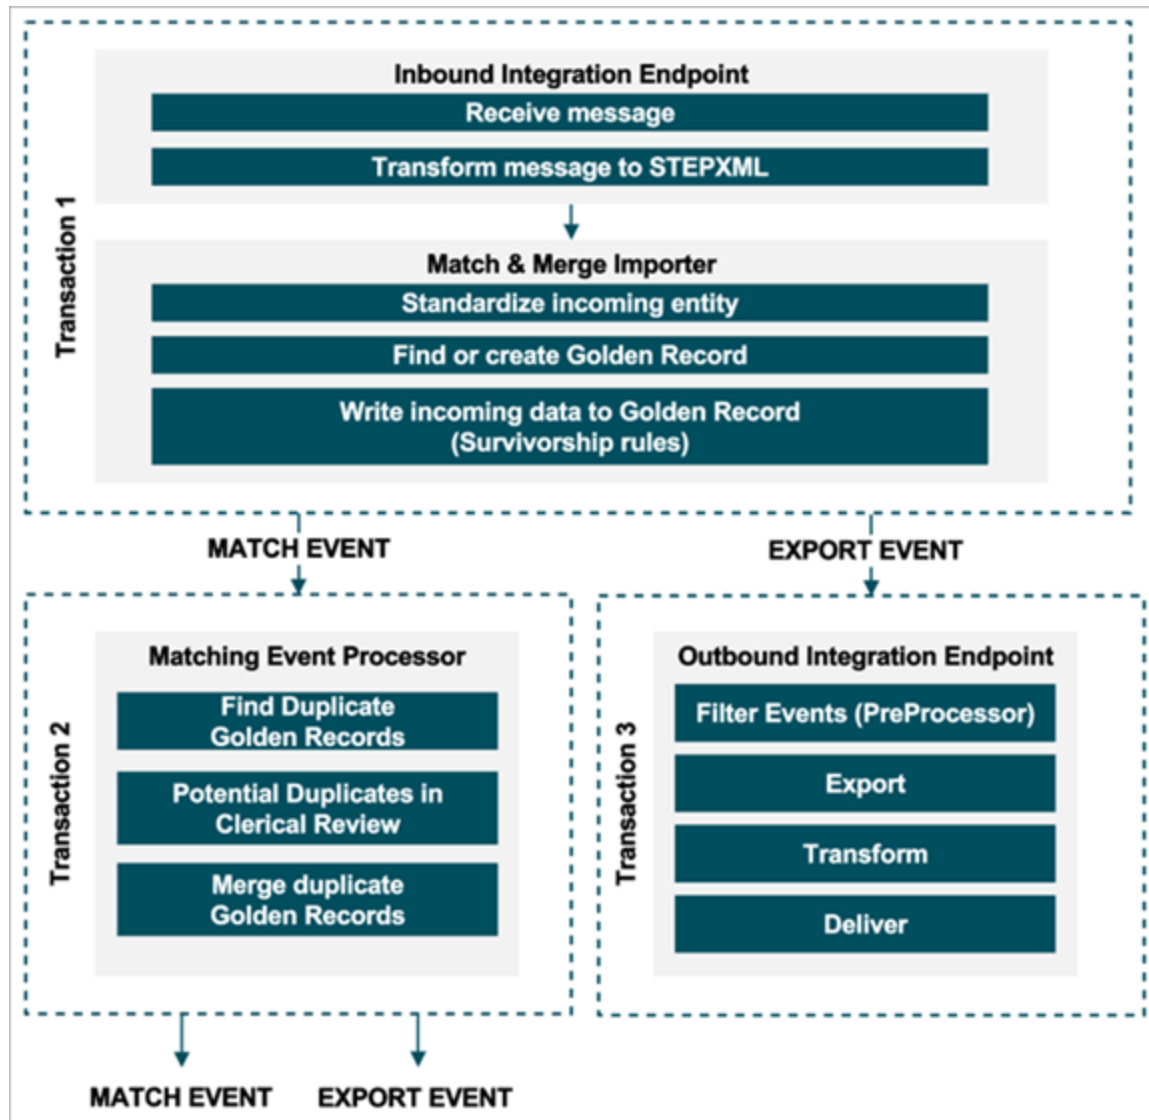 Transaction 1
Inbound Integration Endpoint
Receive message
Transform message to STEPXML
Match & Merge Importer
Standardize incoming entity
Find or create Golden Record
Write incoming data to Golden Record
(Survivorship rules)
MATCH EVENT
EXPORT EVENT
Transaction 2
Matching Event Processor
Find Duplicate
Golden Records
Potential Duplicates in
Clerical Review
Merge duplicate
Golden Records
Transaction 3
Outbound Integration Endpoint
Filter Events (PreProcessor)
Export
Transform
Deliver
MATCH EVENT
EXPORT EVENT